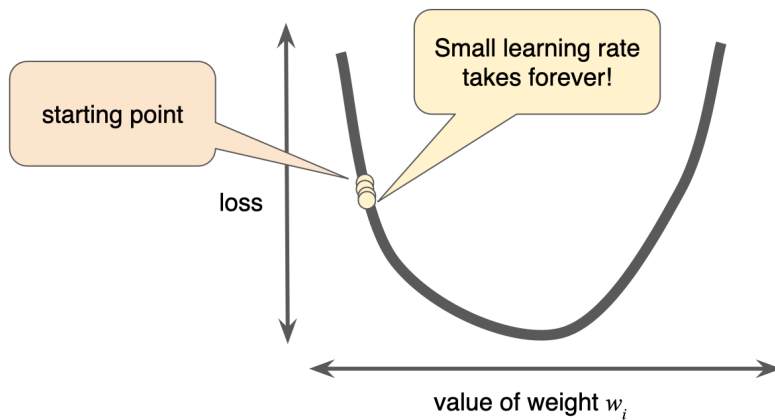 Small learning rate
takes forever!
starting point
loss
value of weight wᵢ